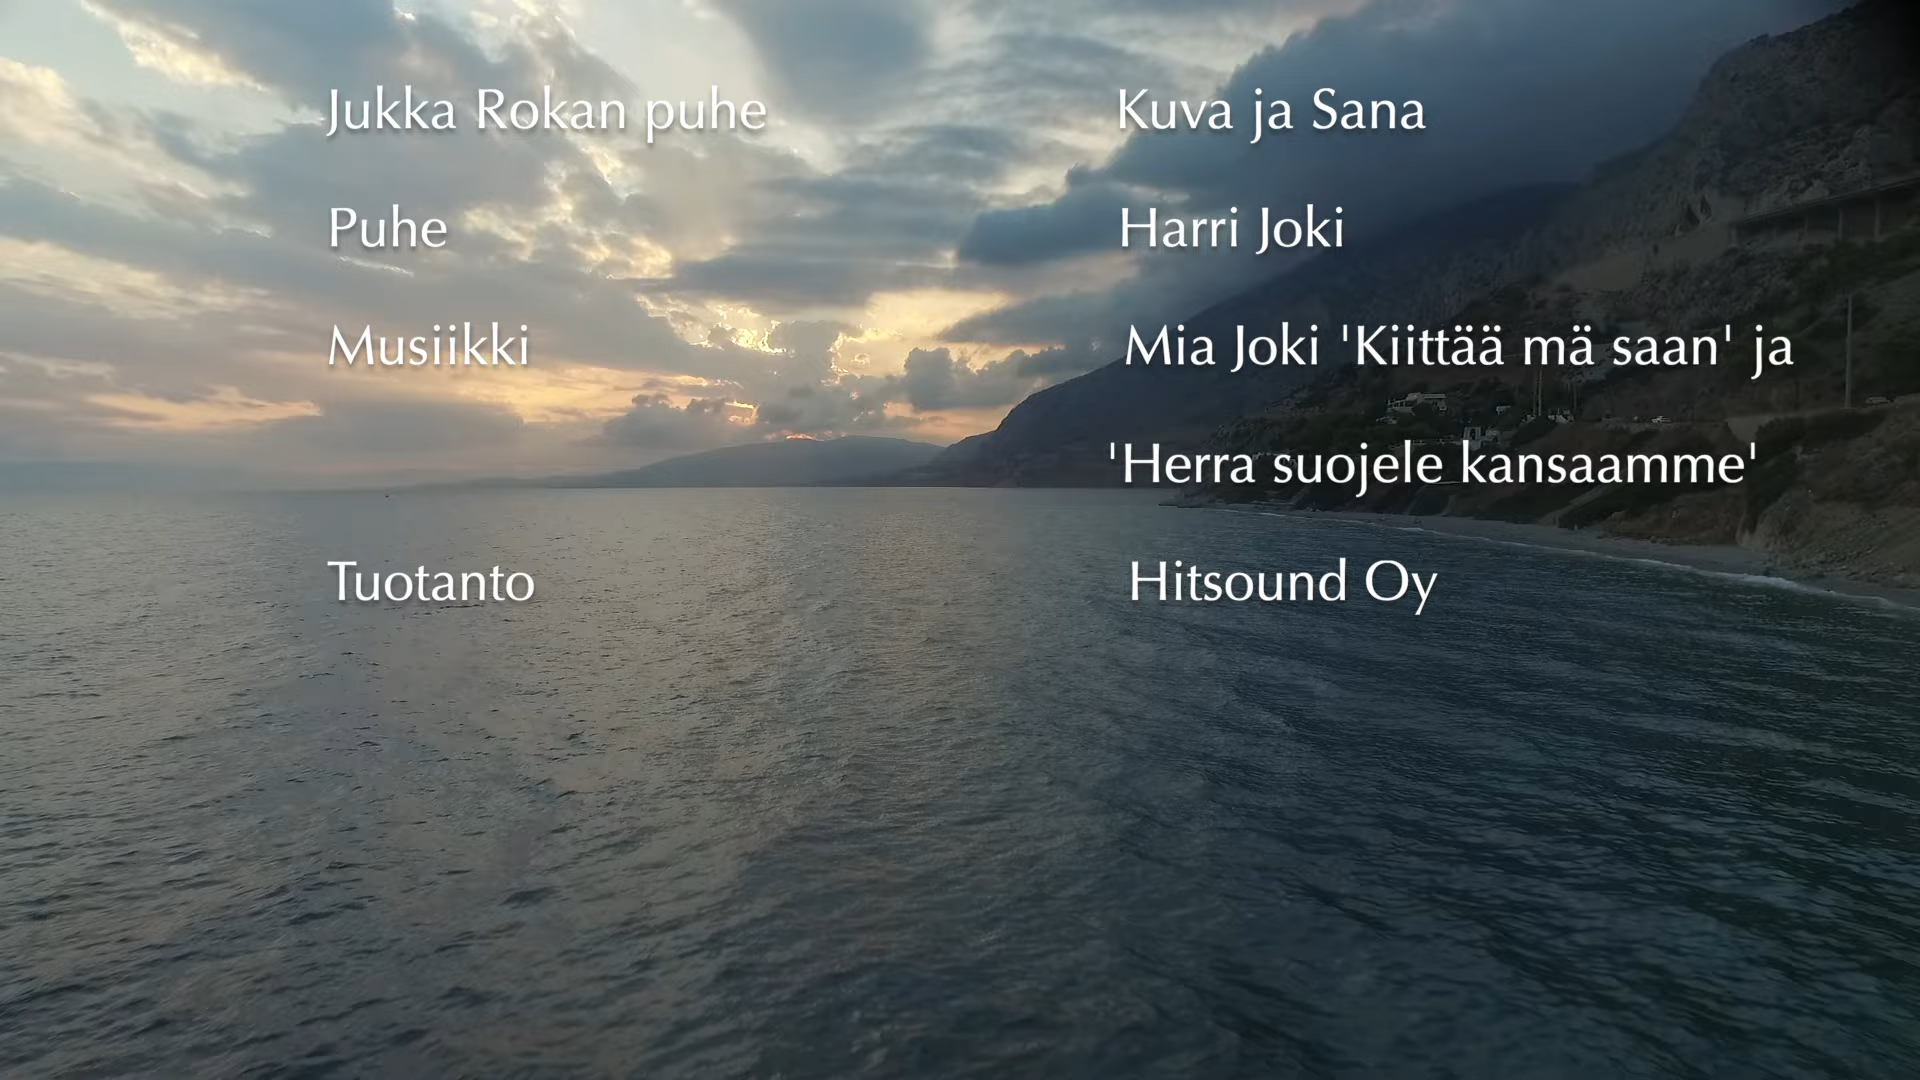 Jukka Rokan puhe Kuva ja Sana
Puhe Harri Joki
Musiikki Mia Joki 'Kiittää mä saan' ja
'Herra suojele kansaamme'
Tuotanto Hitsound Oy